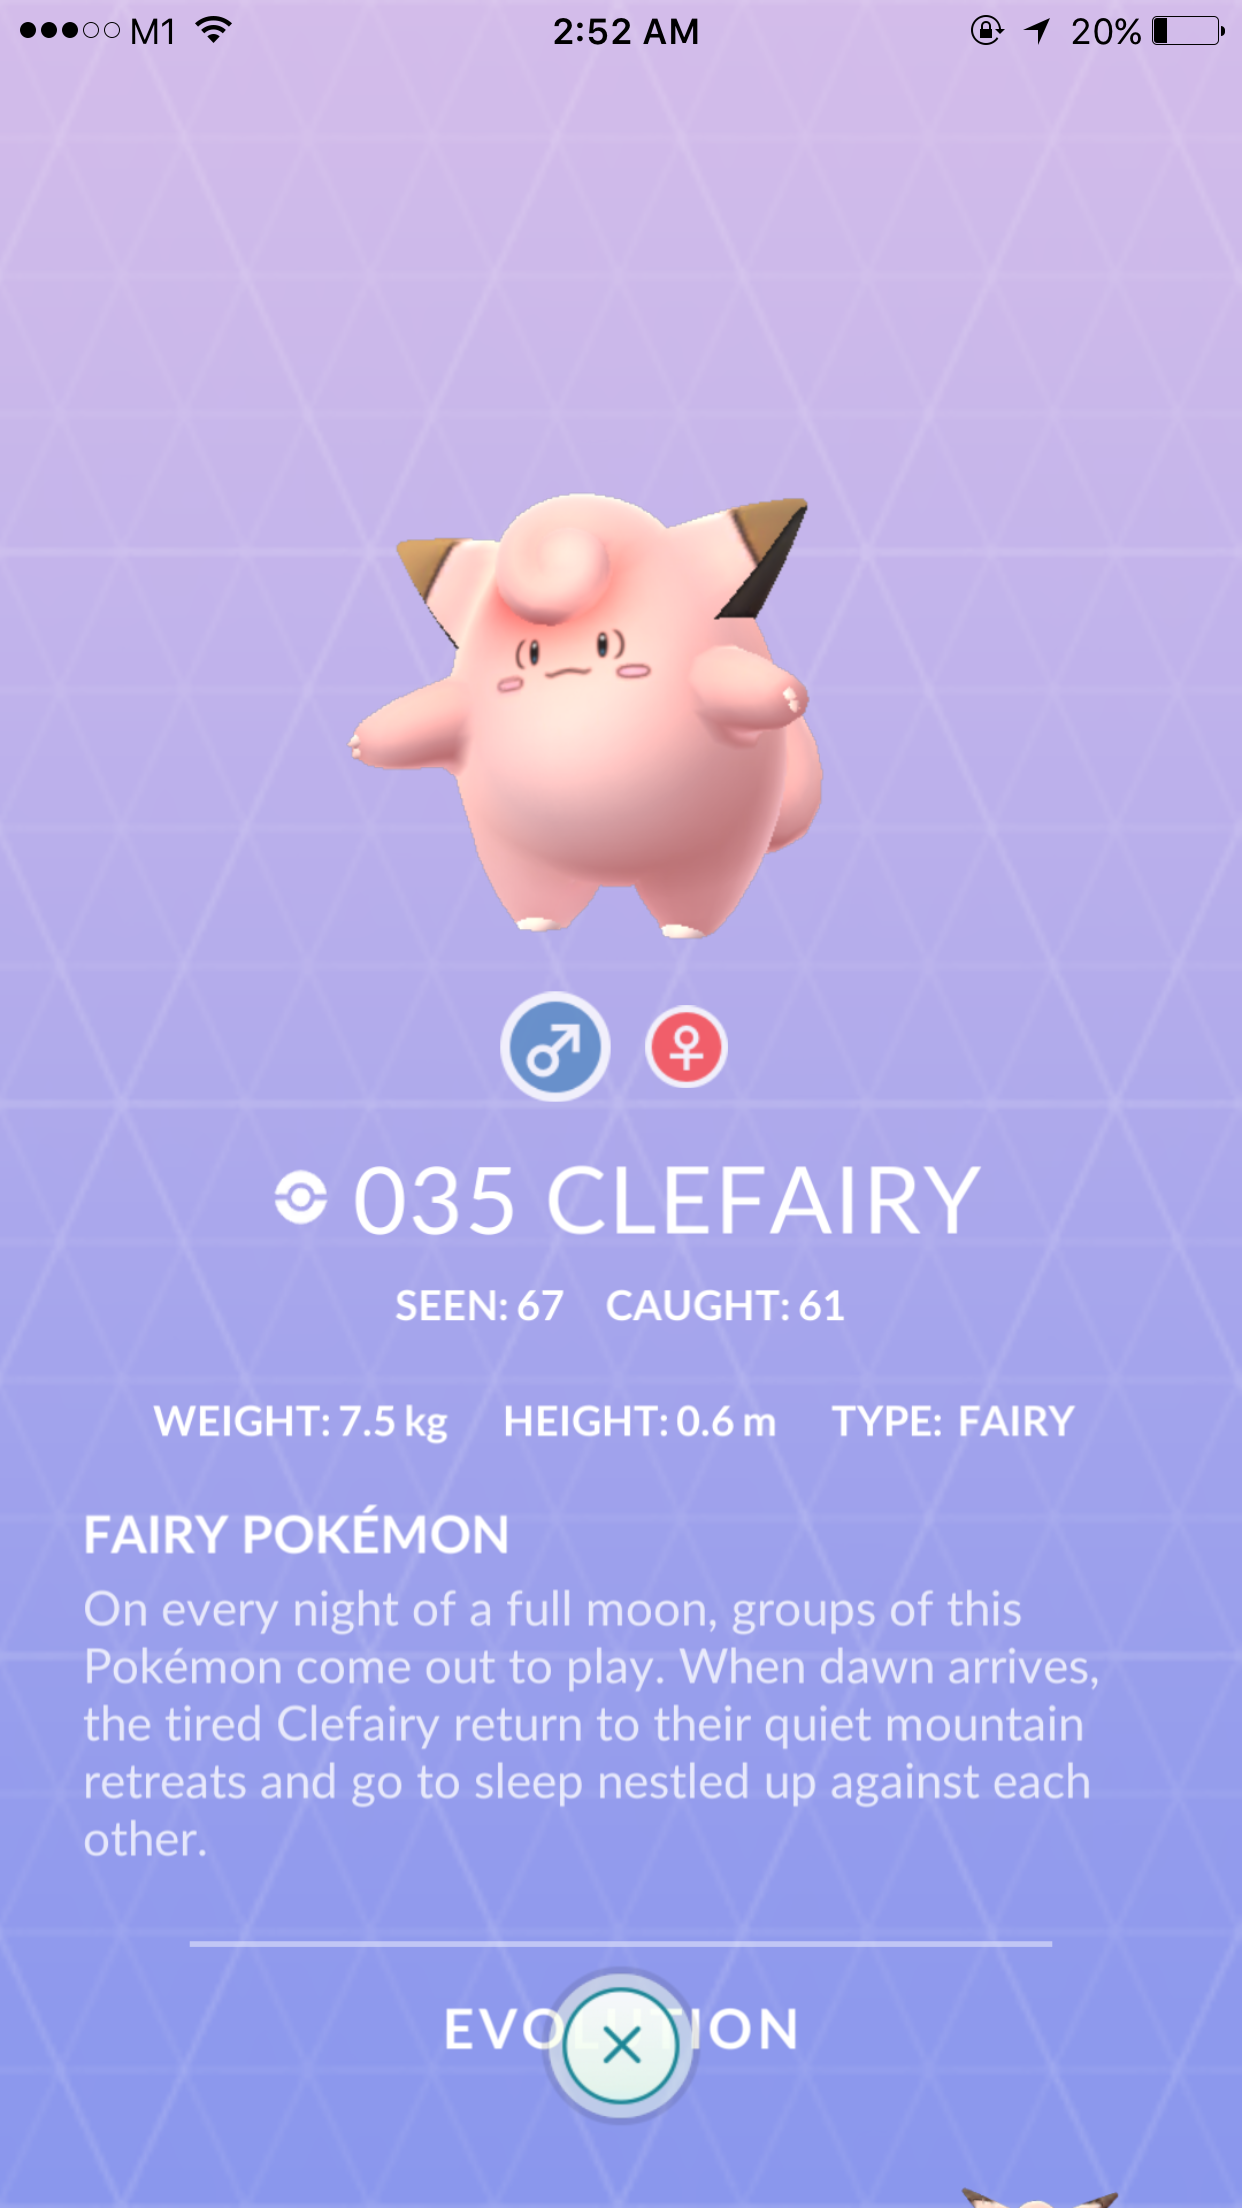 M1 2:52 AM 20%
035 CLEFAIRY
SEEN: 67 CAUGHT: 61
WEIGHT: 7.5 kg HEIGHT: 0.6 m TYPE: FAIRY
FAIRY POKÉMON
On every night of a full moon, groups of this
Pokémon come out to play. When dawn arrives,
the tired Clefairy return to their quiet mountain
retreats and go to sleep nestled up against each
other.
EVOLUTION